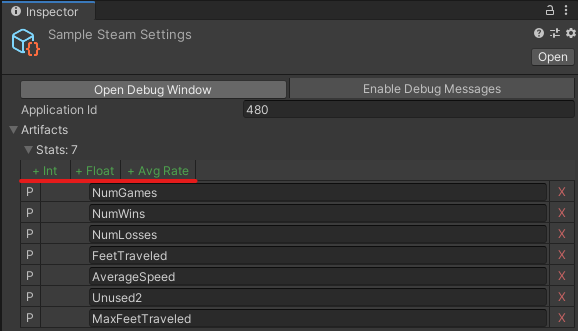 Inspector
Sample Steam Settings
Open
Open Debug Window Enable Debug Messages
Application Id 480
Artifacts
Stats: 7
+ Int + Float + Avg Rate
P NumGames X
P NumWins X
P NumLosses X
P FeetTraveled X
P AverageSpeed X
P Unused2 X
P MaxFeetTraveled X